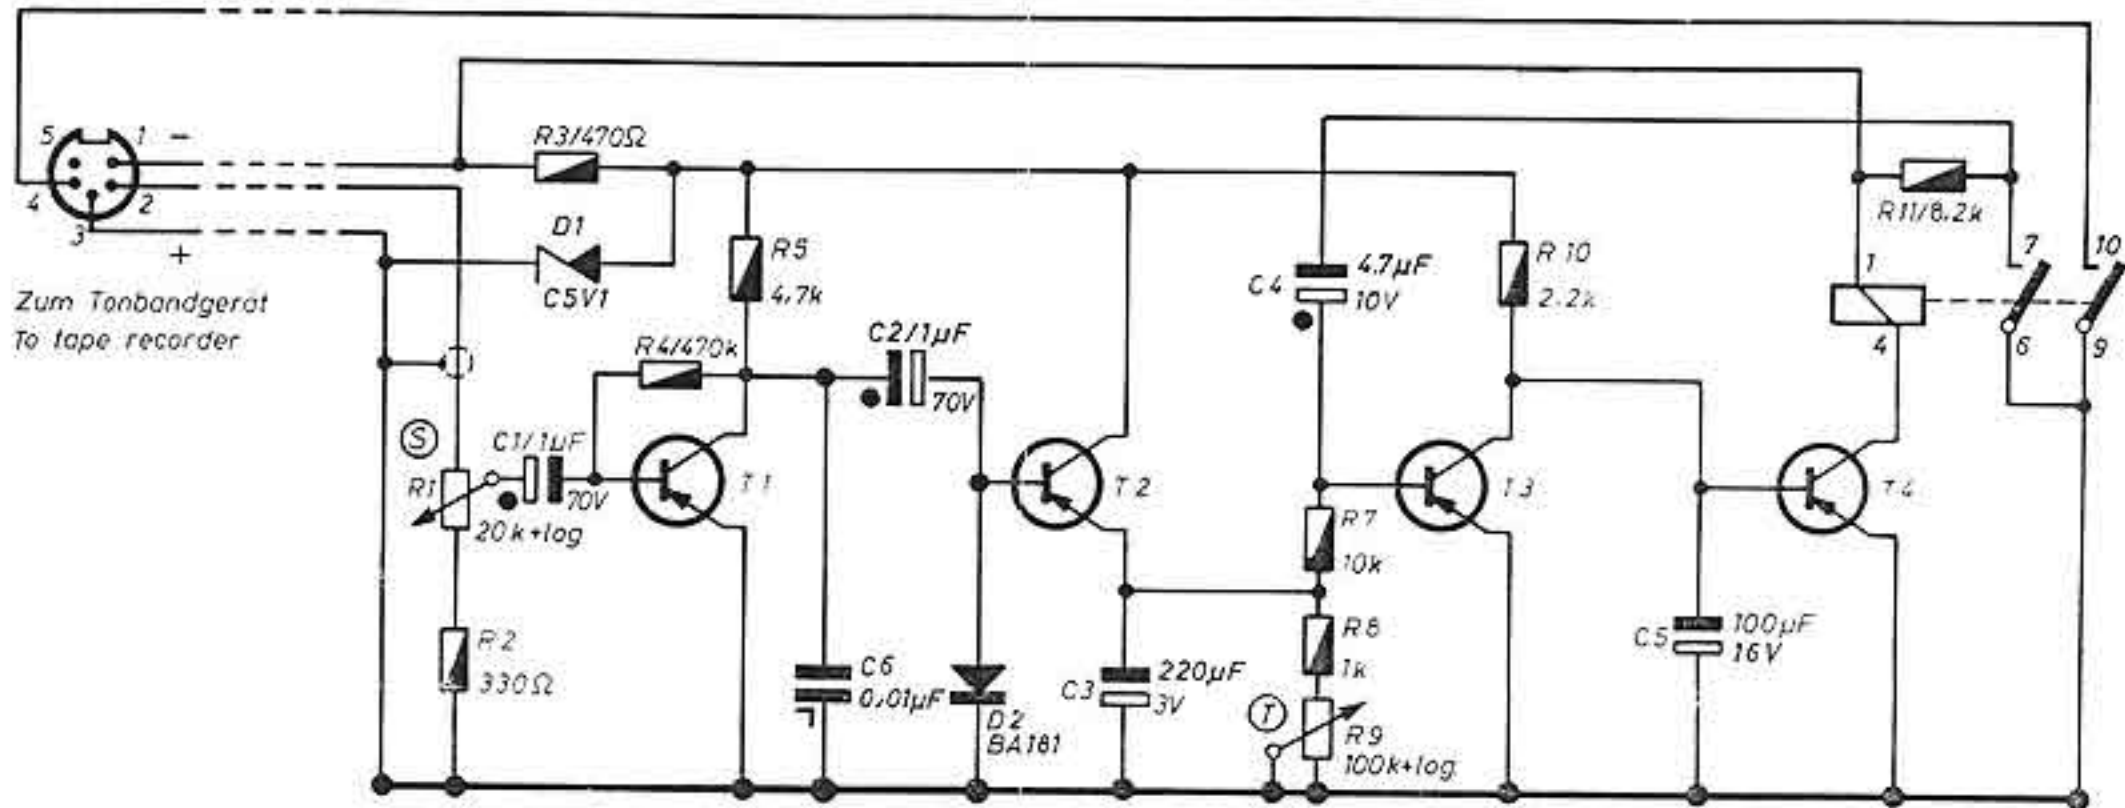 5
1
−
4
2
3
+
Zum Tonbandgerät
To tape recorder
R3/470Ω
D1
C5V1
R5
4,7k
R4/470k
C2/1µF
70V
S
R1
20k+log
C1/1µF
70V
T1
R2
330Ω
C6
0,01µF
D2
BA181
T2
C3
220µF
3V
C4
4.7µF
10V
R10
2.2k
T3
R7
10k
R8
1k
T
R9
100k+log
R11/8.2k
1
4
7
10
6
9
T4
C5
100µF
16V